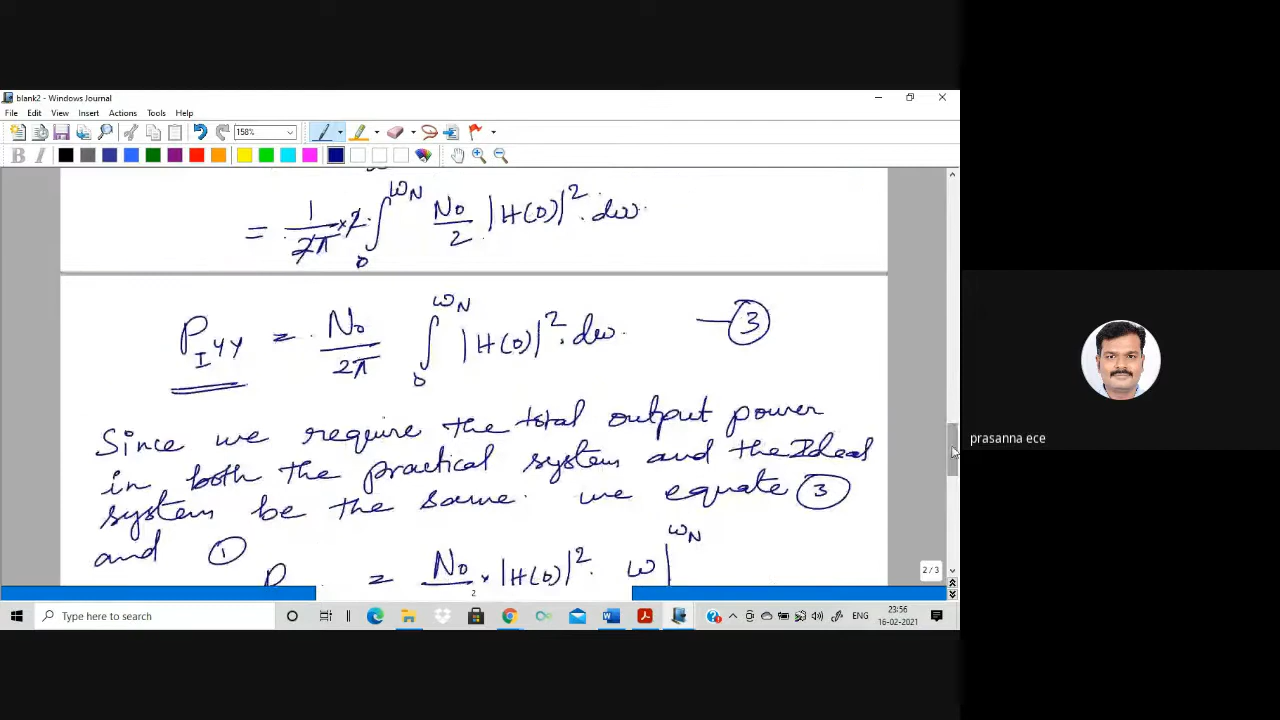 blank2 - Windows Journal
File Edit View Insert Actions Tools Help
158%
B I
= 1/2π × 2 ∫₀^ωN N₀/2 |H(0)|² · dω
P_IYY = N₀/2π ∫₀^ωN |H(0)|² · dω — ③
Since we require the total output power
in both the practical system and the Ideal
system be the same. we equate ③
and ①
P = N₀ × |H(0)|² · ω |^ωN
2
2 / 3
prasanna ece
Type here to search
ENG
23:56
16-02-2021